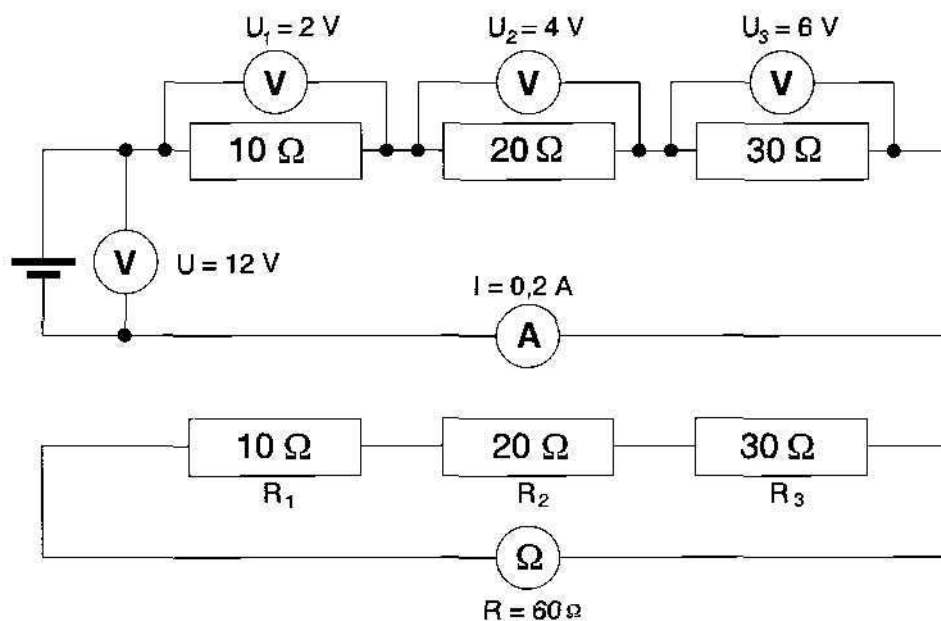 U₁ = 2 V
U₂ = 4 V
U₃ = 6 V
V
V
V
10 Ω
20 Ω
30 Ω
V
U = 12 V
I = 0,2 A
A
10 Ω
20 Ω
30 Ω
R₁
R₂
R₃
Ω
R = 60 Ω